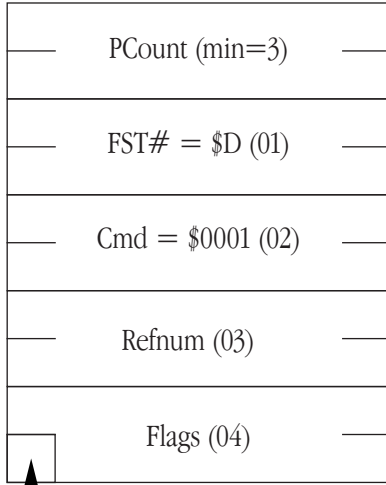 PCount (min=3)
FST# = $D (01)
Cmd = $0001 (02)
Refnum (03)
Flags (04)